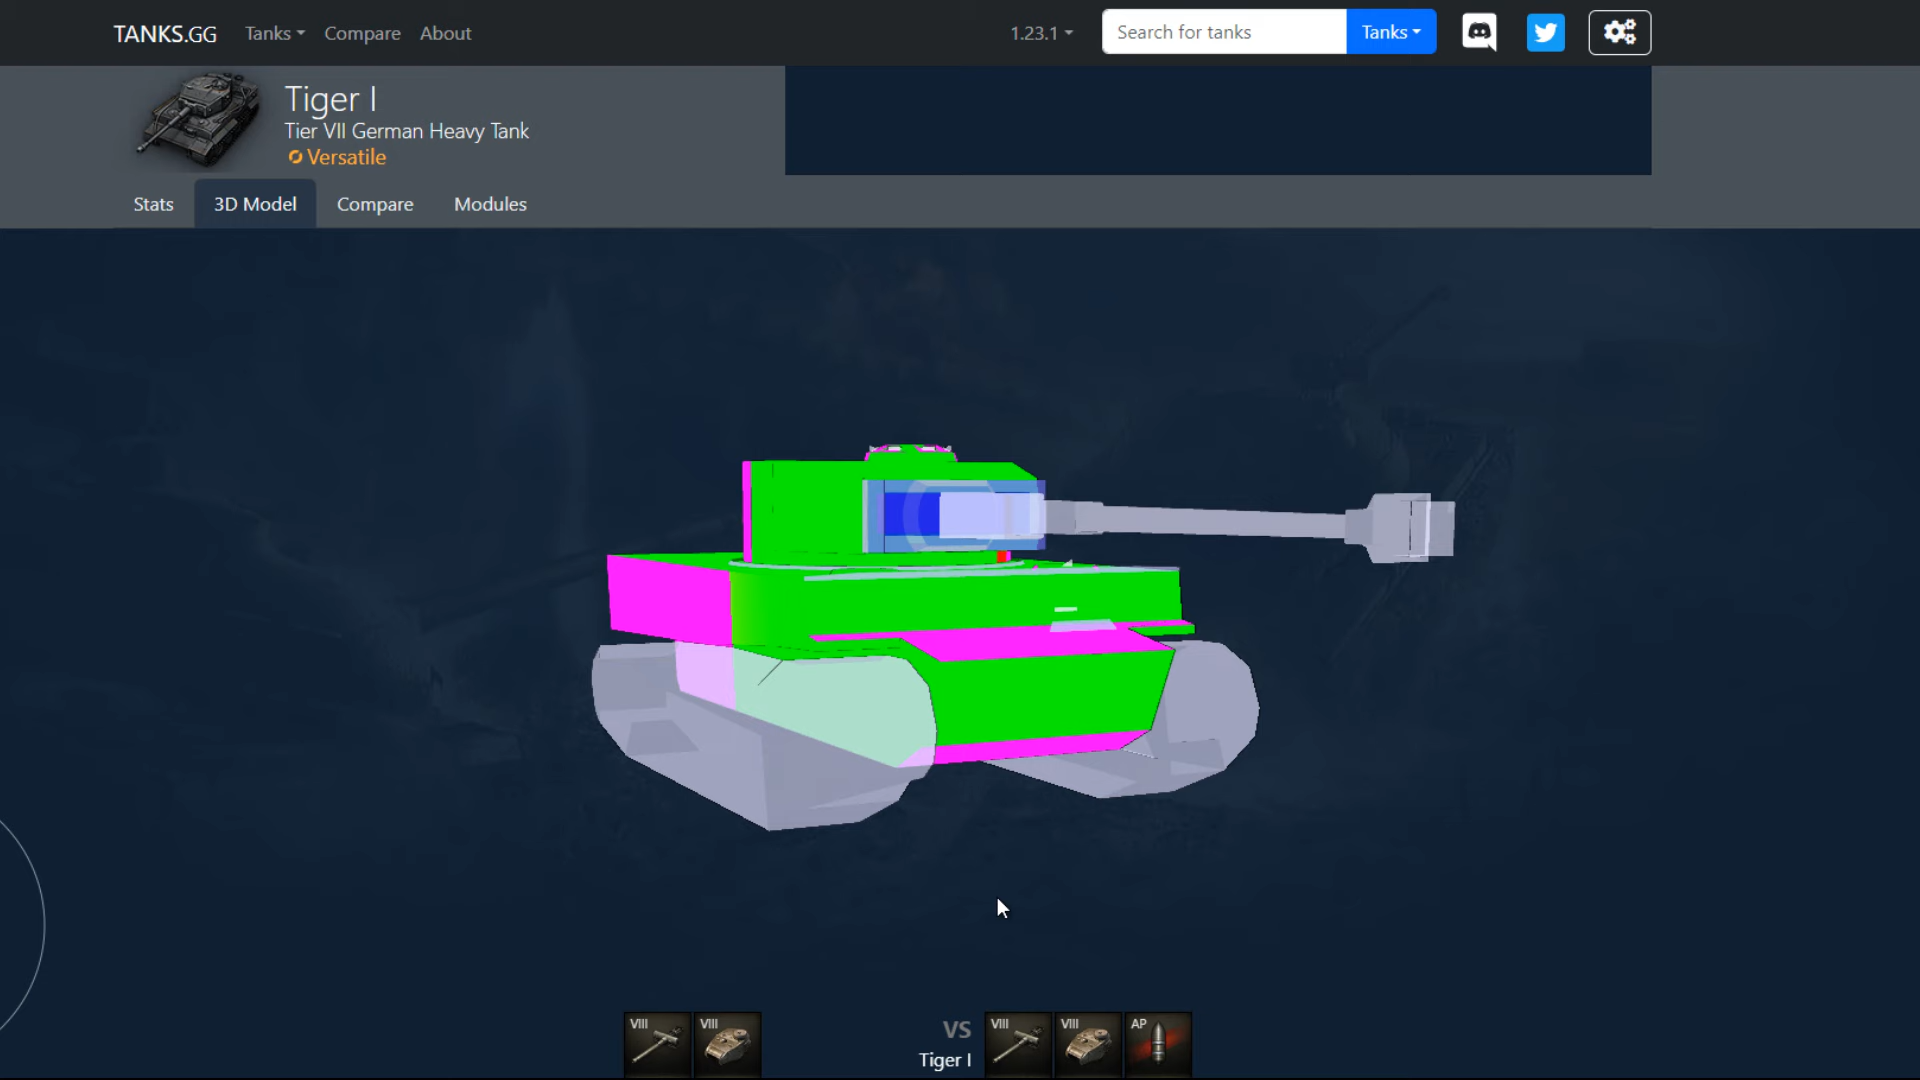 TANKS.GG Tanks Compare About 1.23.1 Search for tanks Tanks
Tiger I
Tier VII German Heavy Tank
Versatile
Stats 3D Model Compare Modules
VIII VIII VS VIII VIII AP
Tiger I